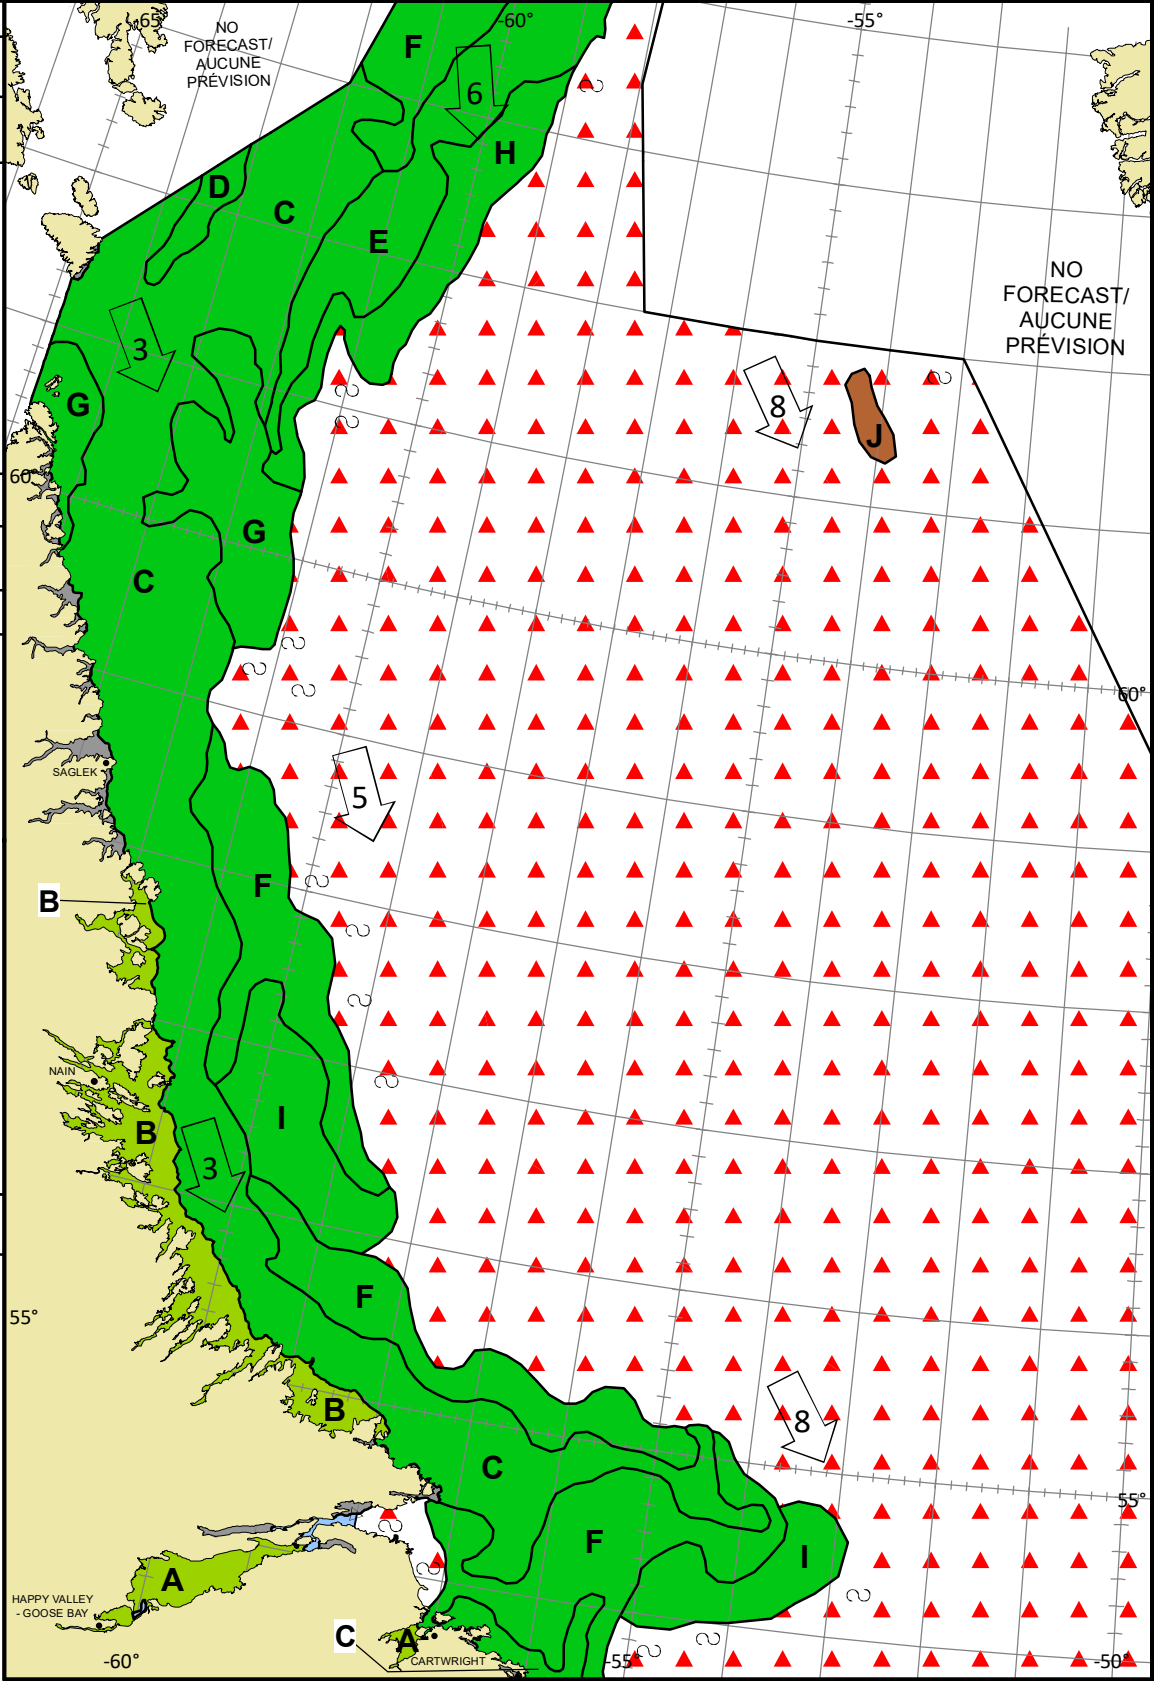 -65°
-60°
-55°
NO
FORECAST/
AUCUNE
PRÉVISION
F
6
H
D
C
E
NO
FORECAST/
AUCUNE
PRÉVISION
3
G
8
J
60°
G
C
60°
SAGLEK
5
F
B
NAIN
I
B
3
F
55°
B
8
C
55°
F
I
A
HAPPY VALLEY
- GOOSE BAY
C
A
CARTWRIGHT
-60°
-55°
-50°